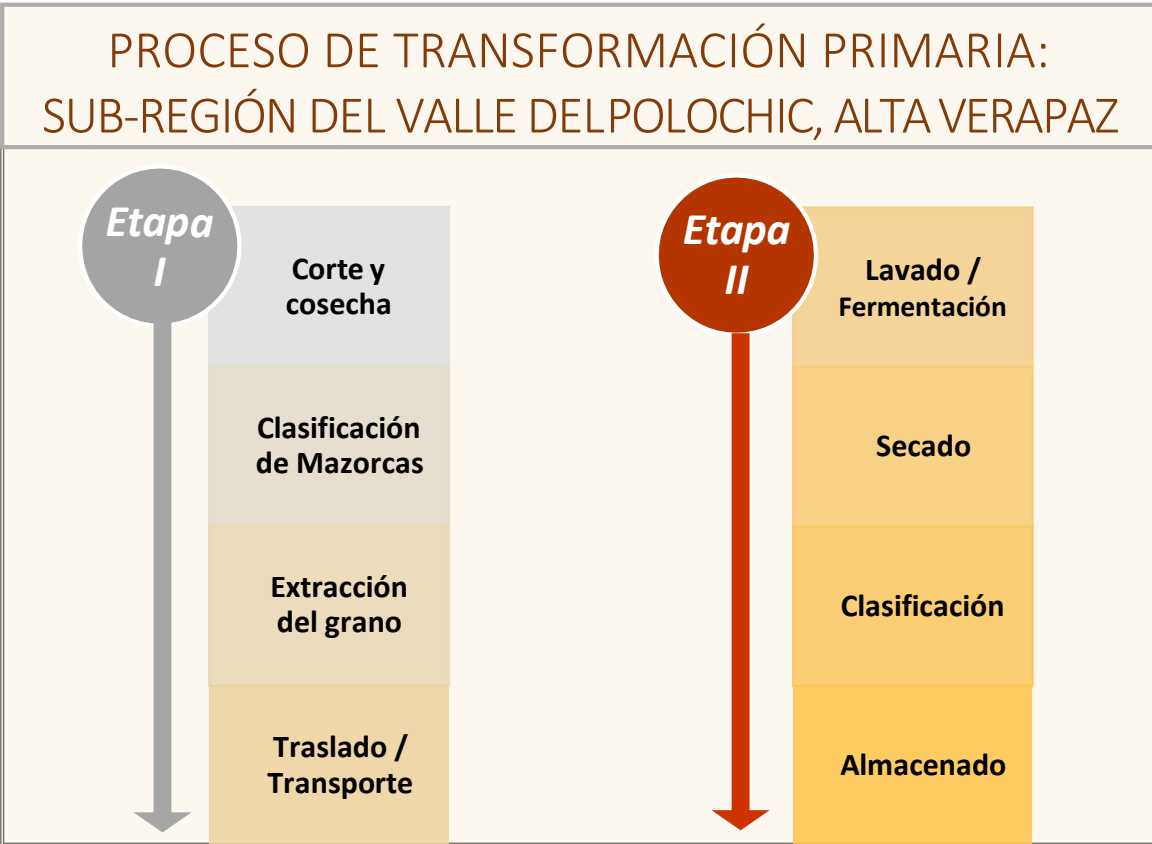 PROCESO DE TRANSFORMACIÓN PRIMARIA:
SUB-REGIÓN DEL VALLE DELPOLOCHIC, ALTA VERAPAZ
Etapa
I
Corte y
cosecha
Clasificación
de Mazorcas
Extracción
del grano
Traslado /
Transporte
Etapa
II
Lavado /
Fermentación
Secado
Clasificación
Almacenado